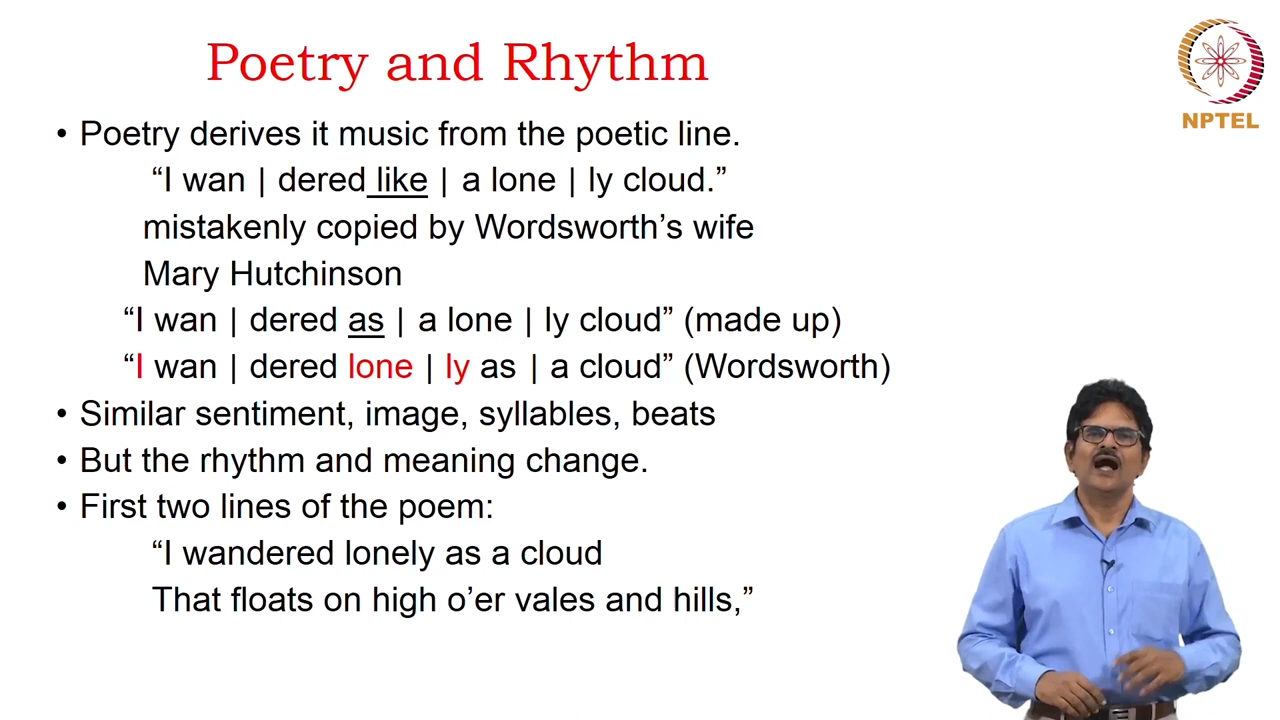 Poetry and Rhythm
NPTEL
• Poetry derives it music from the poetic line.
“I wan | dered like | a lone | ly cloud.”
mistakenly copied by Wordsworth’s wife
Mary Hutchinson
“I wan | dered as | a lone | ly cloud” (made up)
“I wan | dered lone | ly as | a cloud” (Wordsworth)
• Similar sentiment, image, syllables, beats
• But the rhythm and meaning change.
• First two lines of the poem:
“I wandered lonely as a cloud
That floats on high o’er vales and hills,”